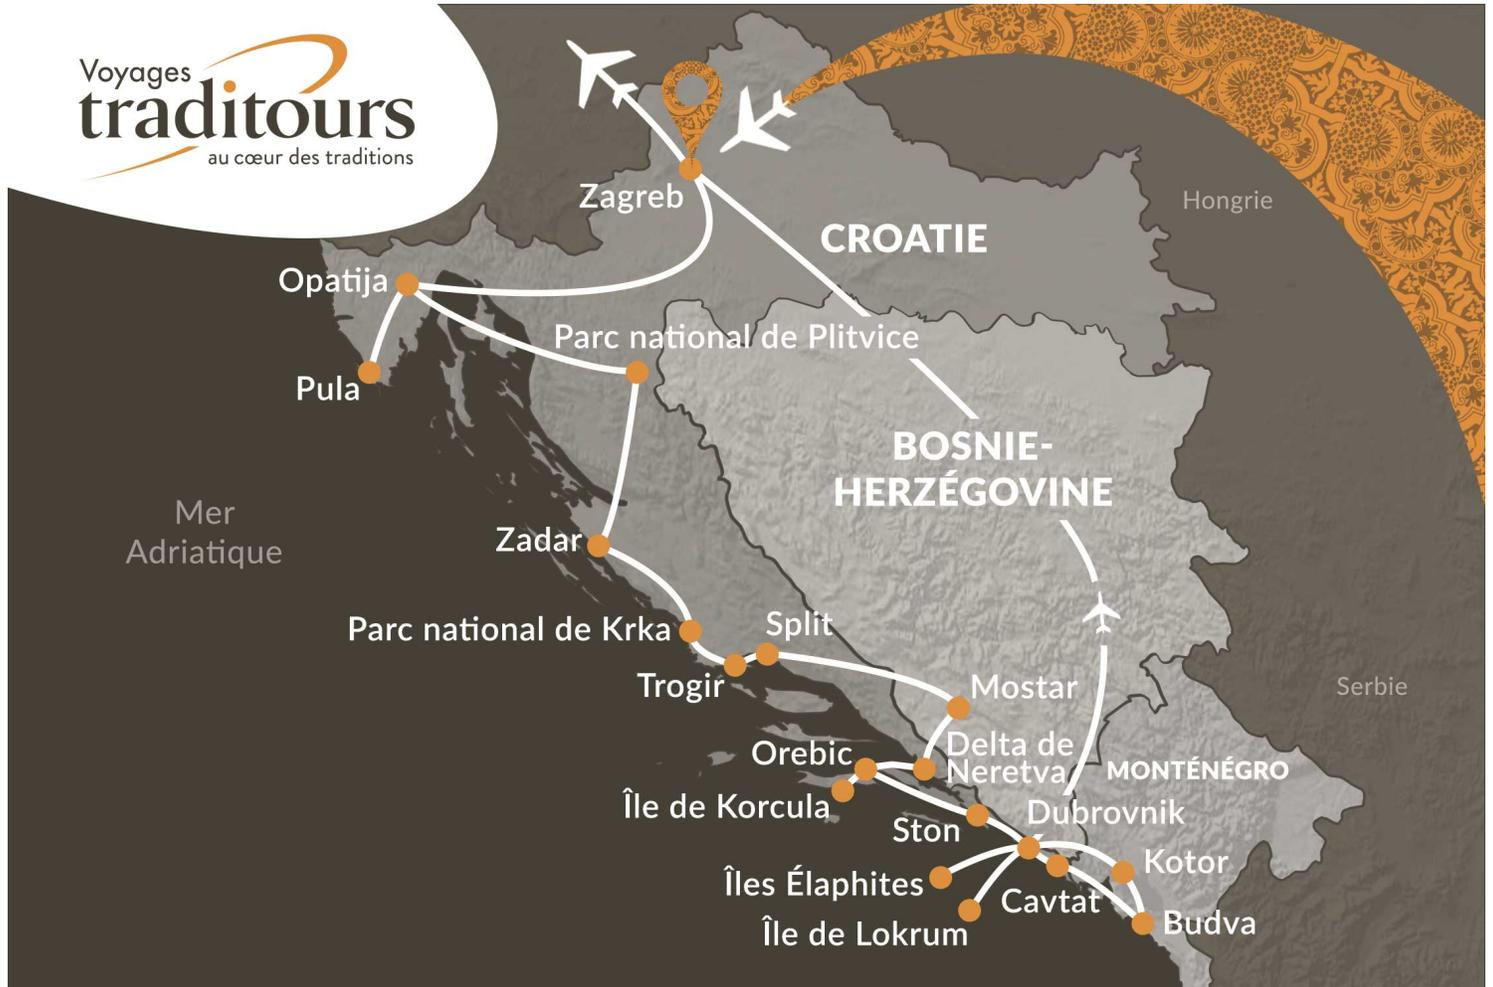 Voyages
traditours
au cœur des traditions
Zagreb
Hongrie
CROATIE
Opatija
Parc national de Plitvice
Pula
BOSNIE-
HERZÉGOVINE
Mer
Adriatique
Zadar
Parc national de Krka
Split
Trogir
Mostar
Serbie
Orebic
Delta de
Neretva
MONTÉNÉGRO
Île de Korcula
Dubrovnik
Ston
Kotor
Îles Élaphites
Cavtat
Budva
Île de Lokrum